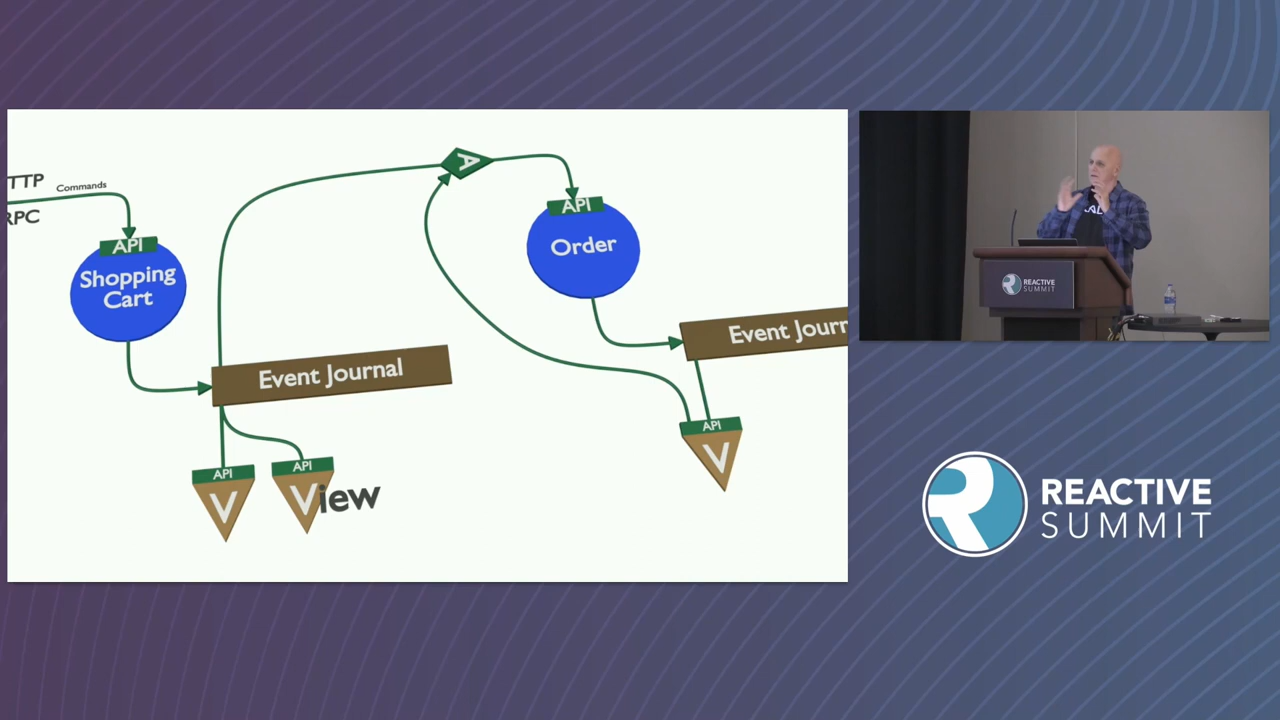 TTP
Commands
RPC
API
Shopping
Cart
A
API
Order
Event Journal
Event Journ
API
V
API
View
API
V
REACTIVE
SUMMIT
REACTIVE
SUMMIT